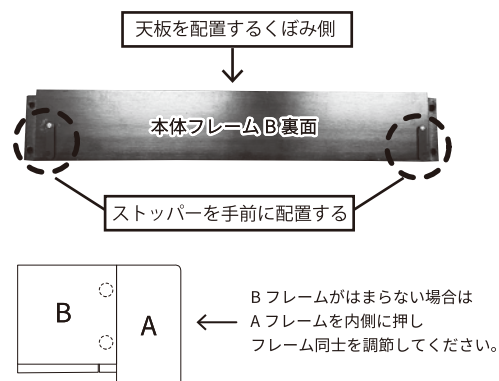 天板を配置するくぼみ側
本体フレームB裏面
ストッパーを手前に配置する
B
A
Bフレームがはまらない場合は
Aフレームを内側に押し
フレーム同士を調節してください。